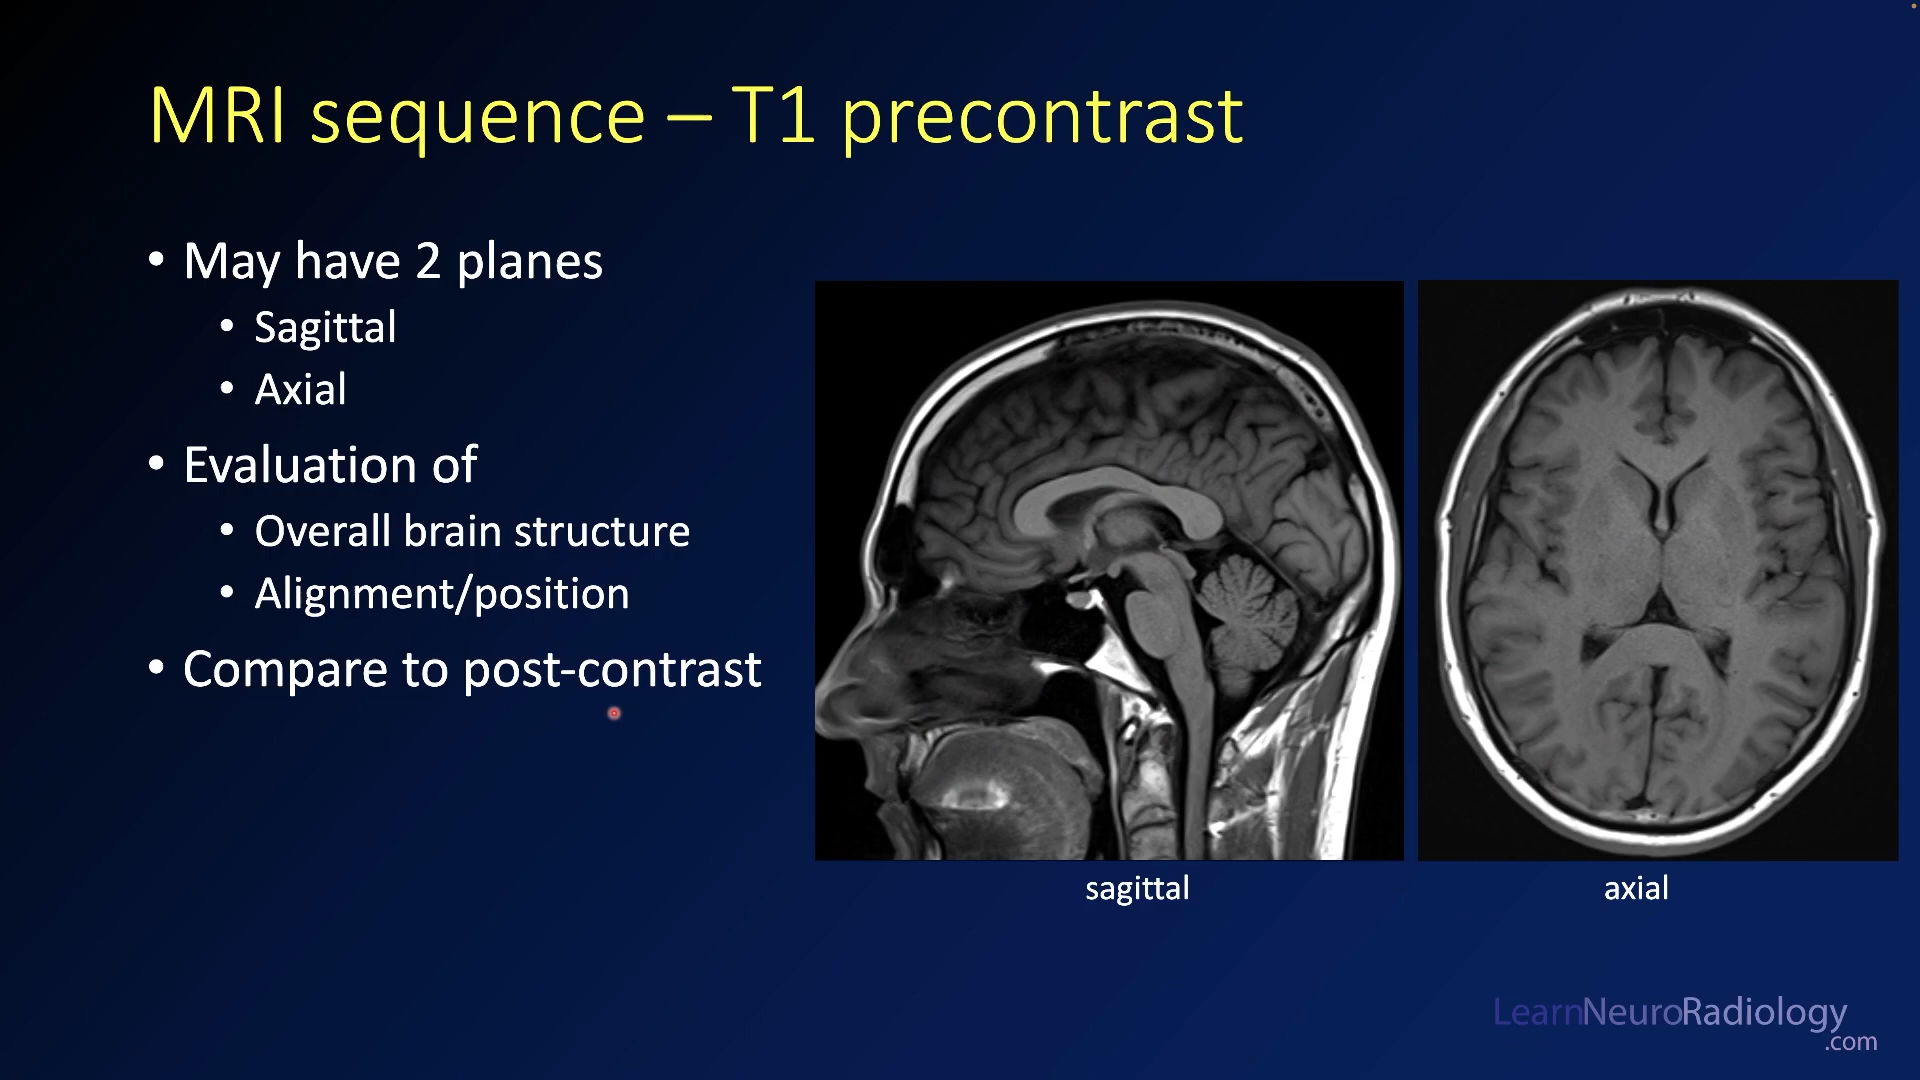 MRI sequence – T1 precontrast
• May have 2 planes
• Sagittal
• Axial
• Evaluation of
• Overall brain structure
• Alignment/position
• Compare to post-contrast
sagittal
axial
LearnNeuroRadiology
.com